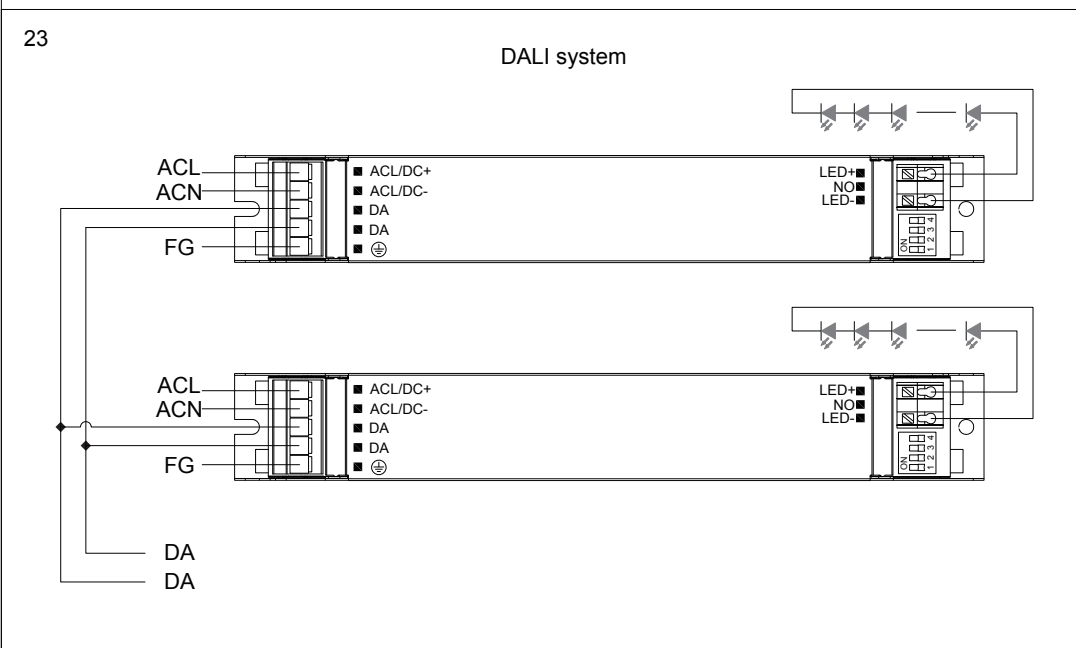 23
DALI system
ACL
ACN
FG
ACL/DC+
ACL/DC-
DA
DA
LED+
NO
LED-
ON
1 2 3 4
ACL
ACN
FG
ACL/DC+
ACL/DC-
DA
DA
LED+
NO
LED-
ON
1 2 3 4
DA
DA